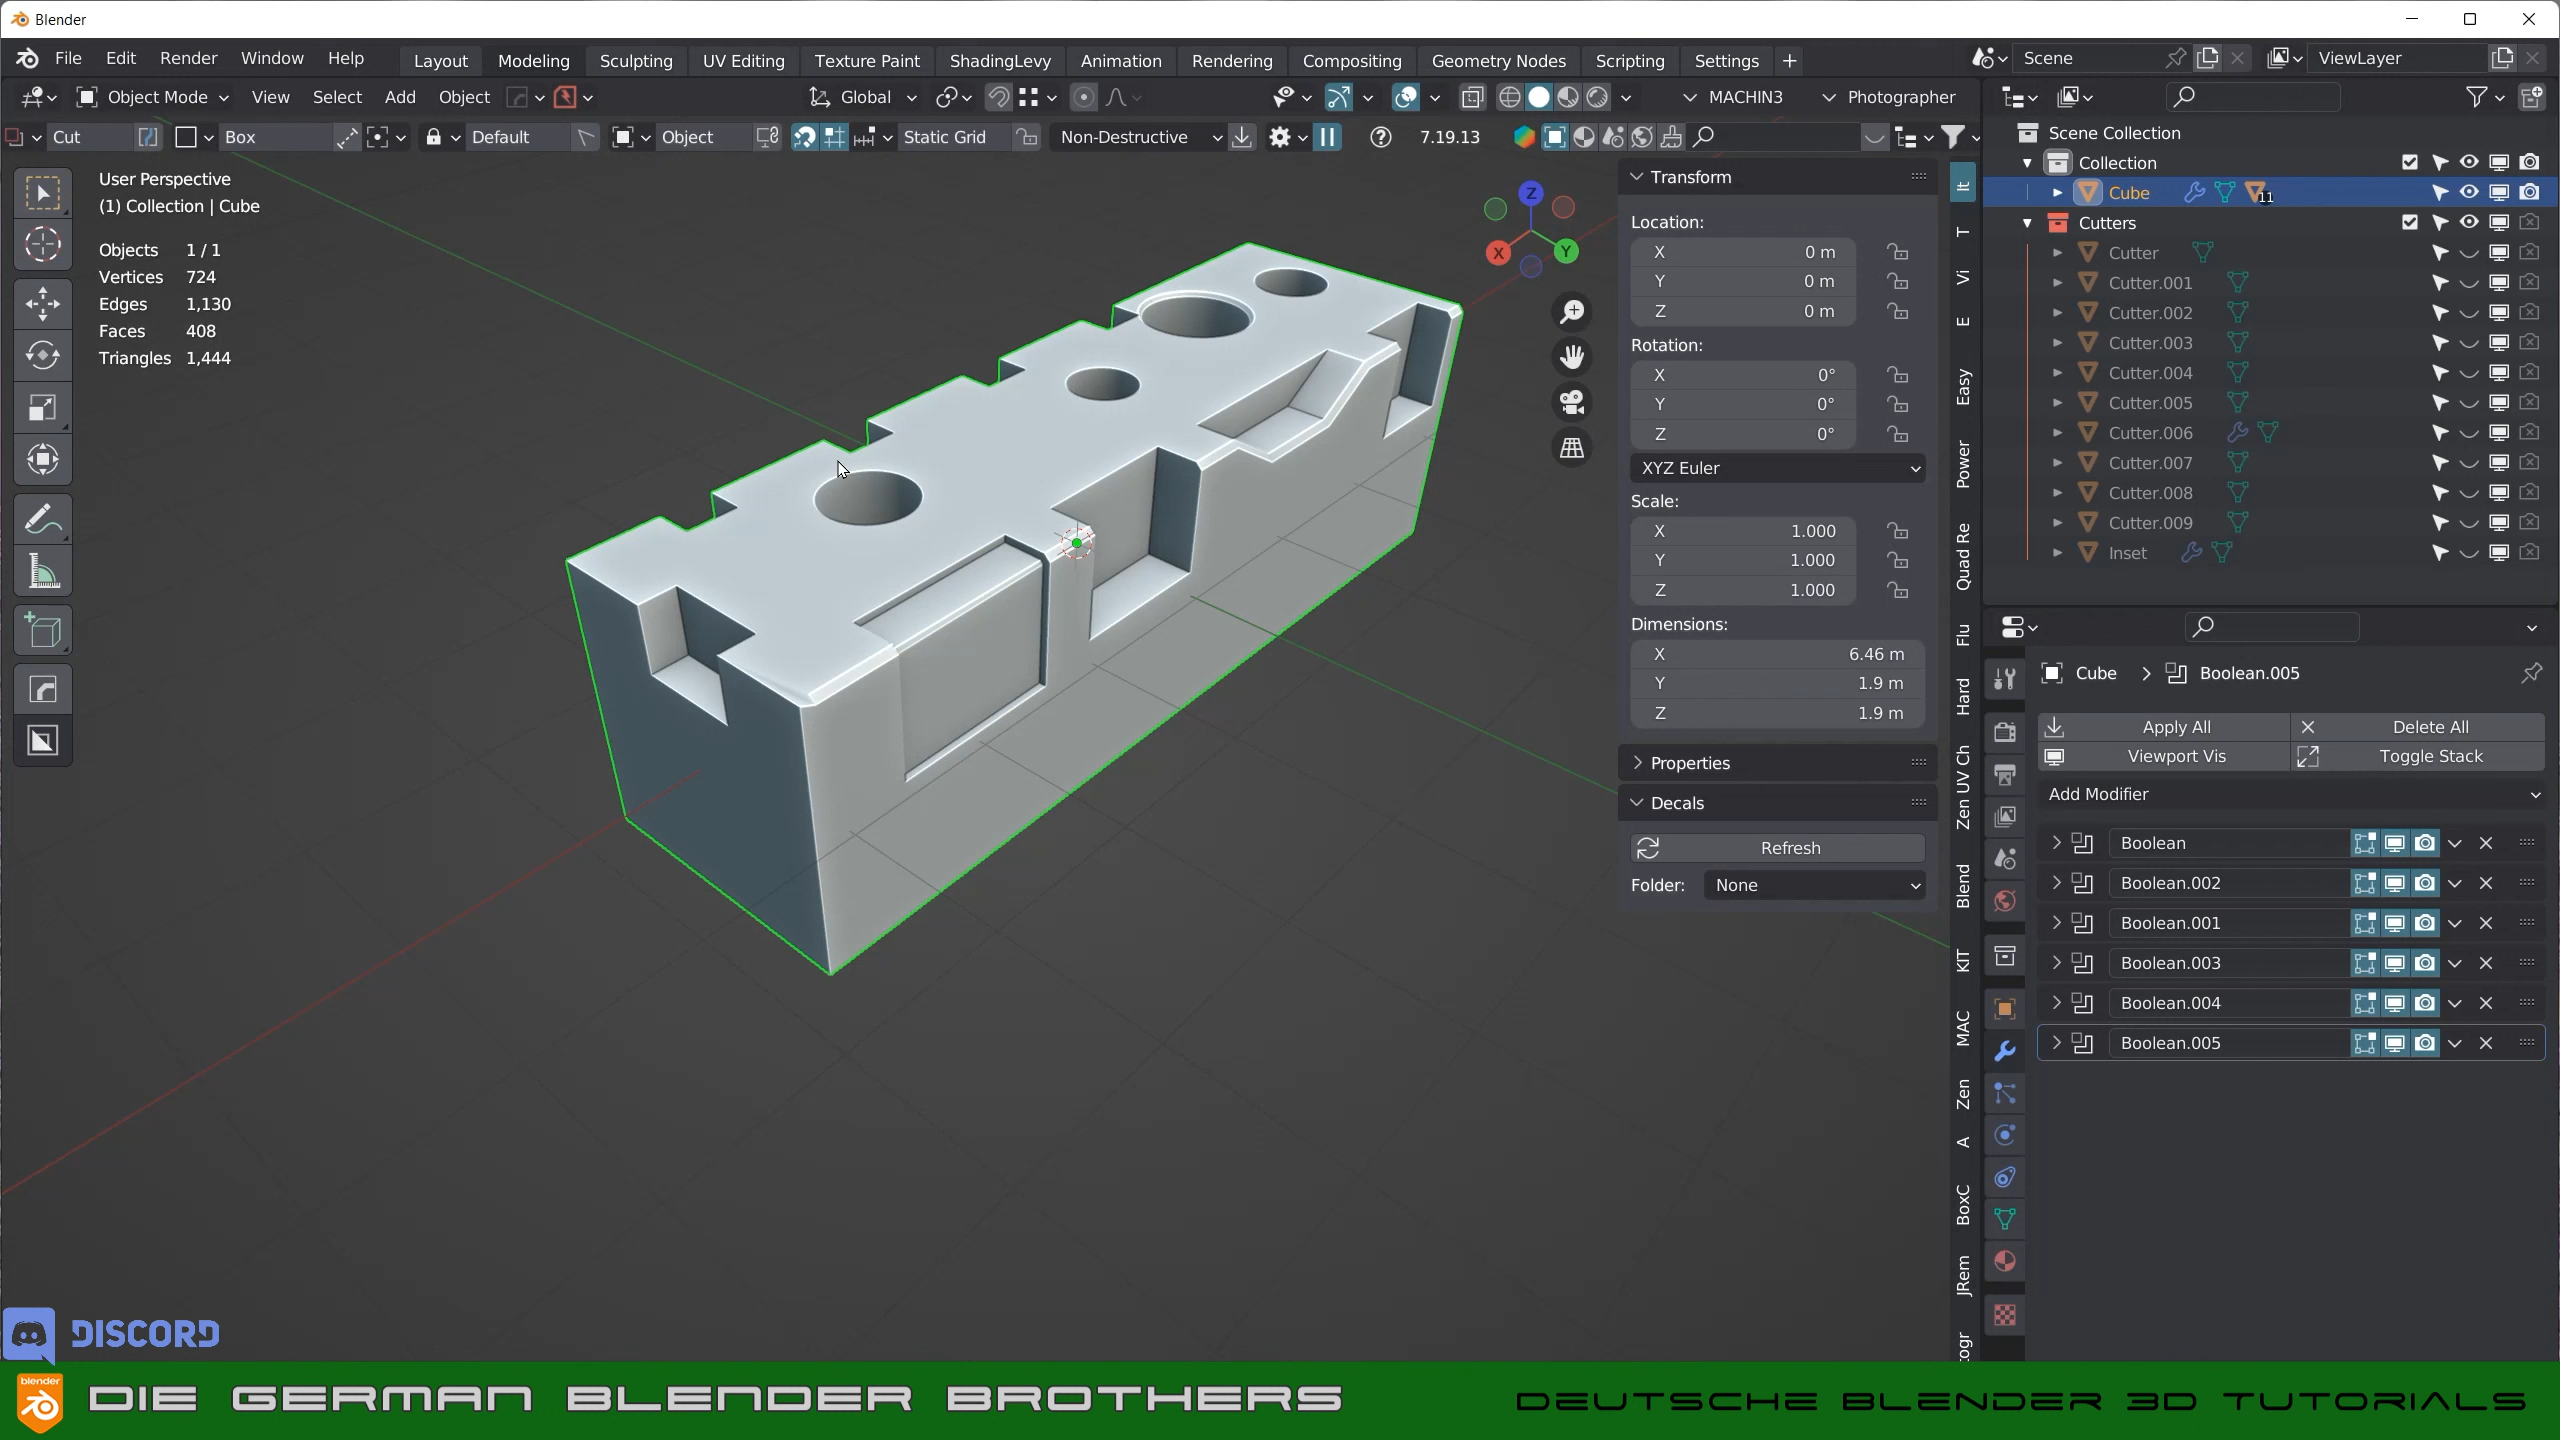 Blender
File Edit Render Window Help Layout Modeling Sculpting UV Editing Texture Paint ShadingLevy Animation Rendering Compositing Geometry Nodes Scripting Settings + Scene ViewLayer
Object Mode View Select Add Object Global MACHIN3 Photographer
Cut Box Default Object Static Grid Non-Destructive 7.19.13
User Perspective
(1) Collection | Cube
Objects 1 / 1
Vertices 724
Edges 1,130
Faces 408
Triangles 1,444
Z
X
Y
Transform
Location:
X 0 m
Y 0 m
Z 0 m
Rotation:
X 0°
Y 0°
Z 0°
XYZ Euler
Scale:
X 1.000
Y 1.000
Z 1.000
Dimensions:
X 6.46 m
Y 1.9 m
Z 1.9 m
Properties
Decals
Refresh
Folder: None
It
T
Vi
E
Easy
Power
Quad Re
Flu
Hard
Zen UV Ch
Blend
KIT
MAC
Zen
A
BoxC
JRem
ogr
Scene Collection
Collection
Cube 11
Cutters
Cutter
Cutter.001
Cutter.002
Cutter.003
Cutter.004
Cutter.005
Cutter.006
Cutter.007
Cutter.008
Cutter.009
Inset
Cube > Boolean.005
Apply All Delete All
Viewport Vis Toggle Stack
Add Modifier
Boolean
Boolean.002
Boolean.001
Boolean.003
Boolean.004
Boolean.005
DISCORD
blender
DIE GERMAN BLENDER BROTHERS
DEUTSCHE BLENDER 3D TUTORIALS